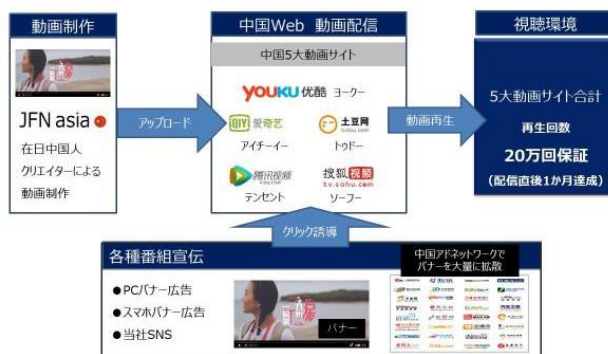 動画制作
JFN asia
在日中国人
クリエイターによる
動画制作
アップロード
中国Web 動画配信
中国5大動画サイト
YOUKU 优酷 ヨークー
QIYI 爱奇艺
アイチーイー
土豆网
tudou.com
トゥドー
腾讯视频
テンセント
搜狐视频
tv.sohu.com
ソーフー
動画再生
視聴環境
5大動画サイト合計
再生回数
20万回保証
(配信直後1か月達成)
クリック誘導
各種番組宣伝
●PCバナー広告
●スマホバナー広告
●当社SNS
バナー
中国アドネットワークで
バナーを大量に拡散